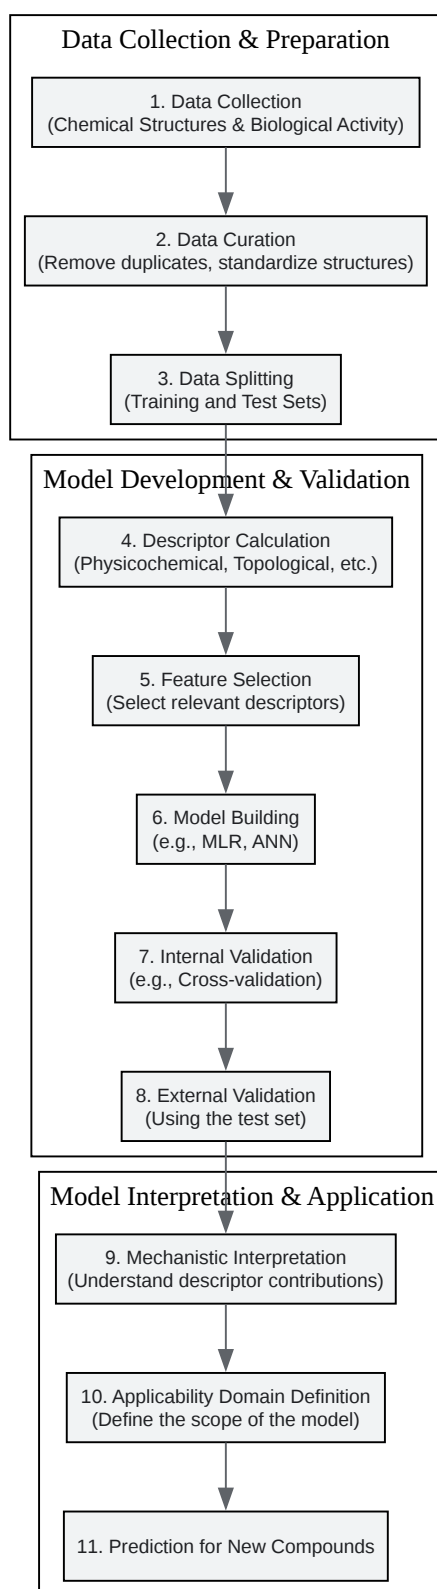 Data Collection & Preparation
1. Data Collection
(Chemical Structures & Biological Activity)
2. Data Curation
(Remove duplicates, standardize structures)
3. Data Splitting
(Training and Test Sets)
Model Development & Validation
4. Descriptor Calculation
(Physicochemical, Topological, etc.)
5. Feature Selection
(Select relevant descriptors)
6. Model Building
(e.g., MLR, ANN)
7. Internal Validation
(e.g., Cross-validation)
8. External Validation
(Using the test set)
Model Interpretation & Application
9. Mechanistic Interpretation
(Understand descriptor contributions)
10. Applicability Domain Definition
(Define the scope of the model)
11. Prediction for New Compounds